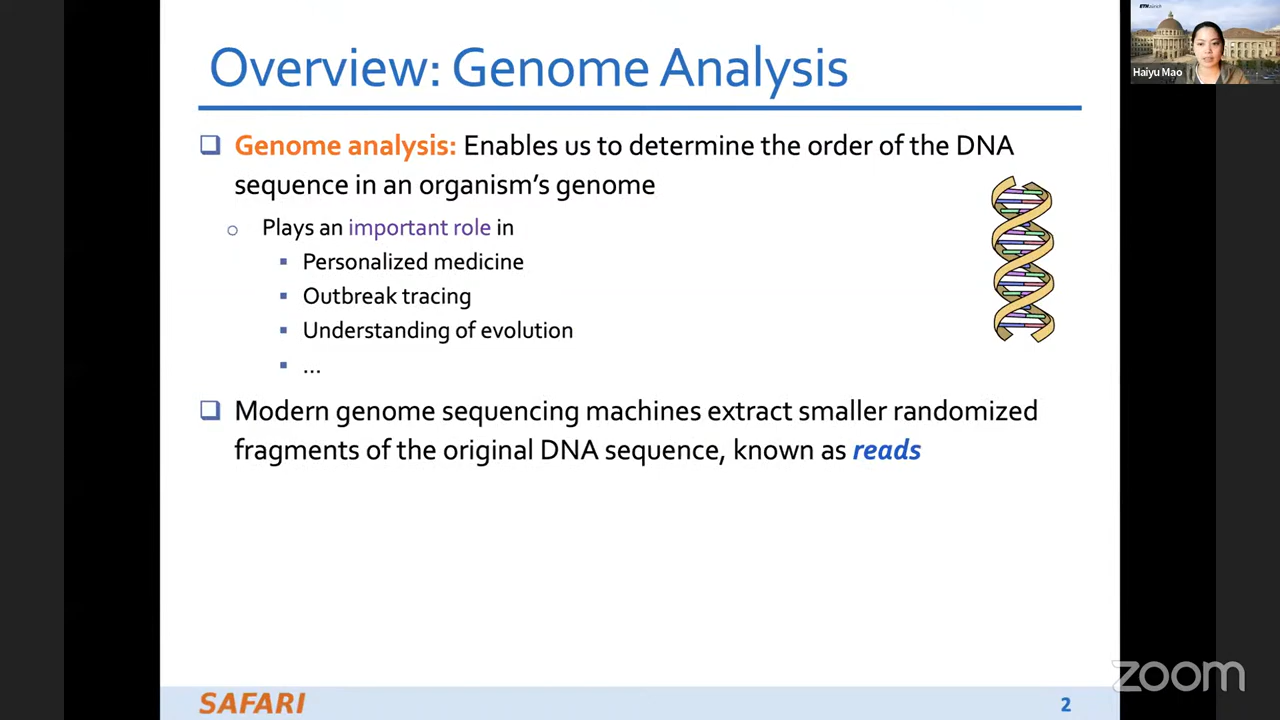 Overview: Genome Analysis
ETH zürich
Haiyu Mao
❑ Genome analysis: Enables us to determine the order of the DNA
sequence in an organism's genome
○ Plays an important role in
▪ Personalized medicine
▪ Outbreak tracing
▪ Understanding of evolution
▪ ...
❑ Modern genome sequencing machines extract smaller randomized
fragments of the original DNA sequence, known as reads
zoom
SAFARI
2